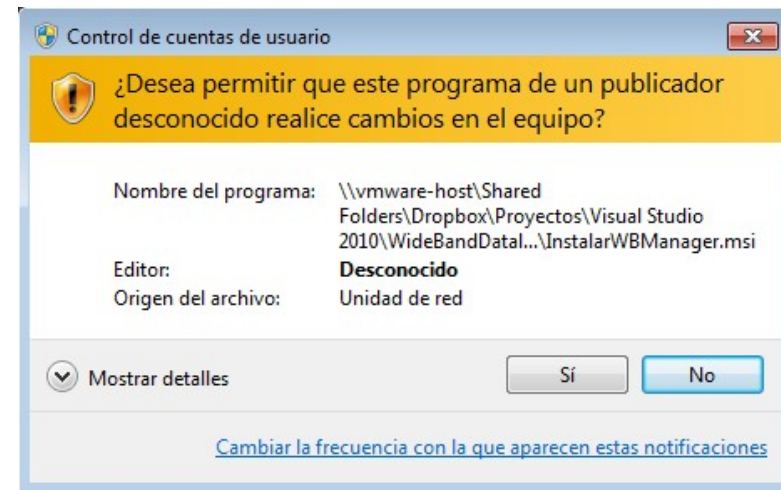 Control de cuentas de usuario
¿Desea permitir que este programa de un publicador
desconocido realice cambios en el equipo?
Nombre del programa: \\vmware-host\Shared
Folders\Dropbox\Proyectos\Visual Studio
2010\WideBandDatal...\InstalarWBManager.msi
Editor: Desconocido
Origen del archivo: Unidad de red
Mostrar detalles Sí No
Cambiar la frecuencia con la que aparecen estas notificaciones